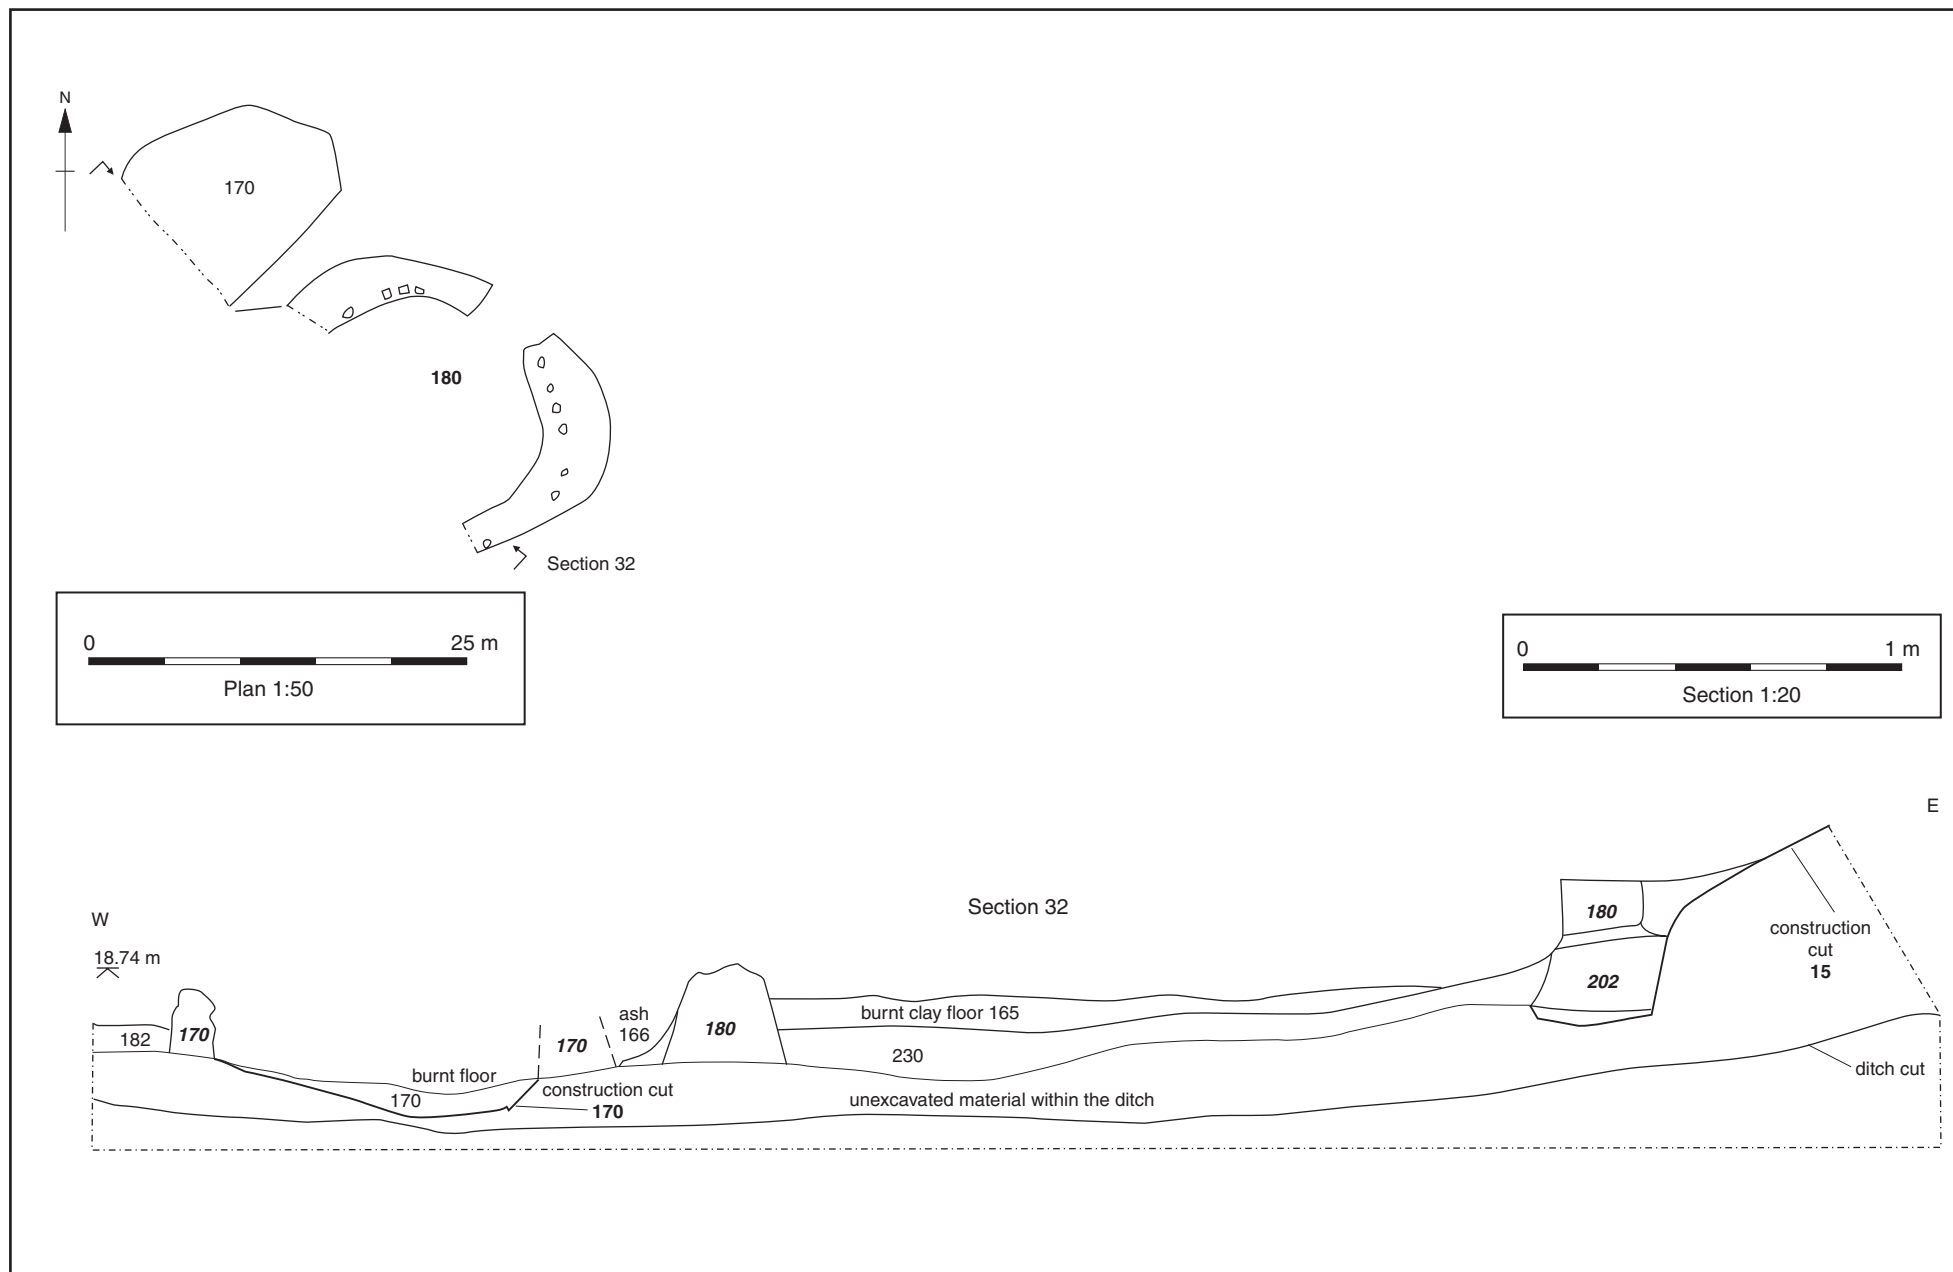 N
170
180
Section 32
0 25 m
Plan 1:50
0 1 m
Section 1:20
E
W
Section 32
18.74 m
180
construction
cut
15
202
182
170
170
ash
166
180
burnt clay floor 165
230
burnt floor
170
construction cut
170
unexcavated material within the ditch
ditch cut